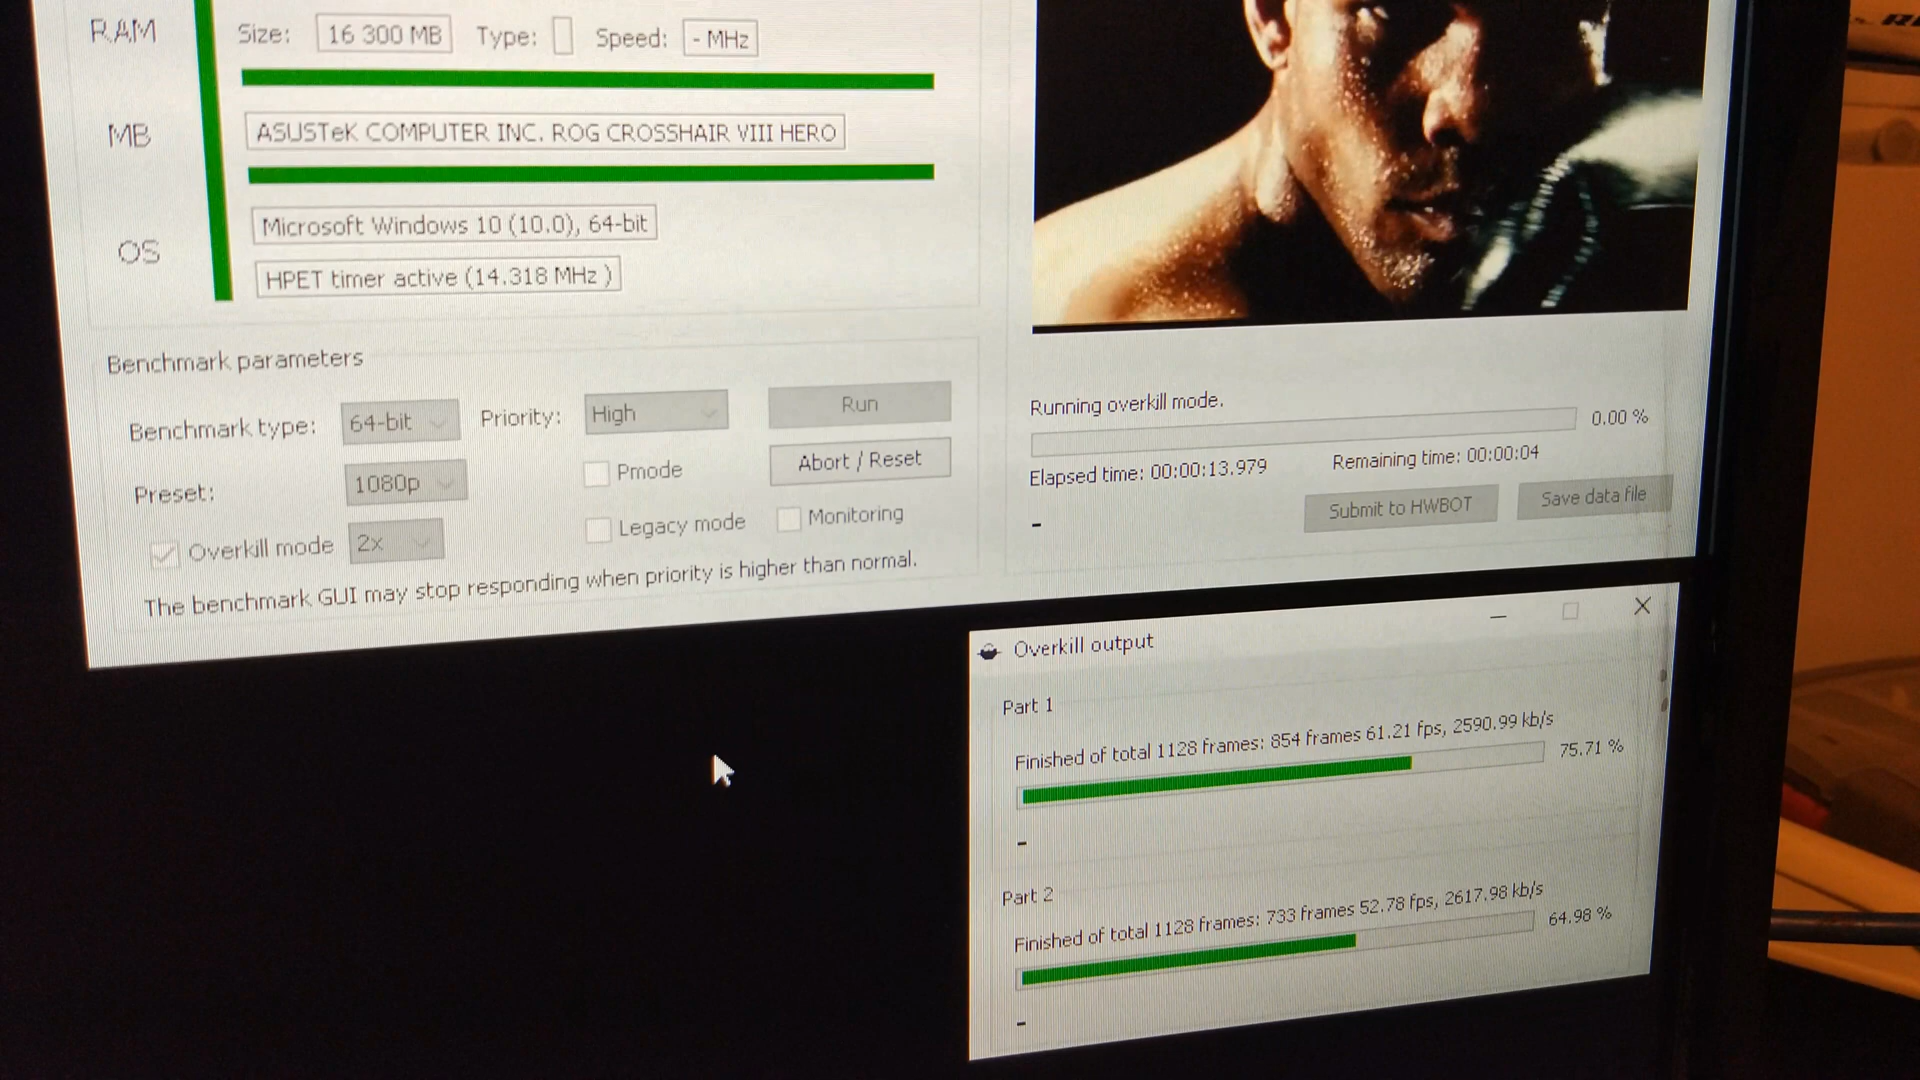 RAM
Size: 16 300 MB Type: Speed: - MHz
MB
ASUSTeK COMPUTER INC. ROG CROSSHAIR VIII HERO
OS
Microsoft Windows 10 (10.0), 64-bit
HPET timer active (14.318 MHz )
Benchmark parameters
Benchmark type: 64-bit Priority: High Run
Preset: 1080p Pmode Abort / Reset
Overkill mode 2x Legacy mode Monitoring
The benchmark GUI may stop responding when priority is higher than normal.
Running overkill mode.
0.00 %
Elapsed time: 00:00:13.979 Remaining time: 00:00:04
-
Submit to HWBOT Save data file
Overkill output
Part 1
Finished of total 1128 frames: 854 frames 61.21 fps, 2590.99 kb/s
75.71 %
-
Part 2
Finished of total 1128 frames: 733 frames 52.78 fps, 2617.98 kb/s
64.98 %
-